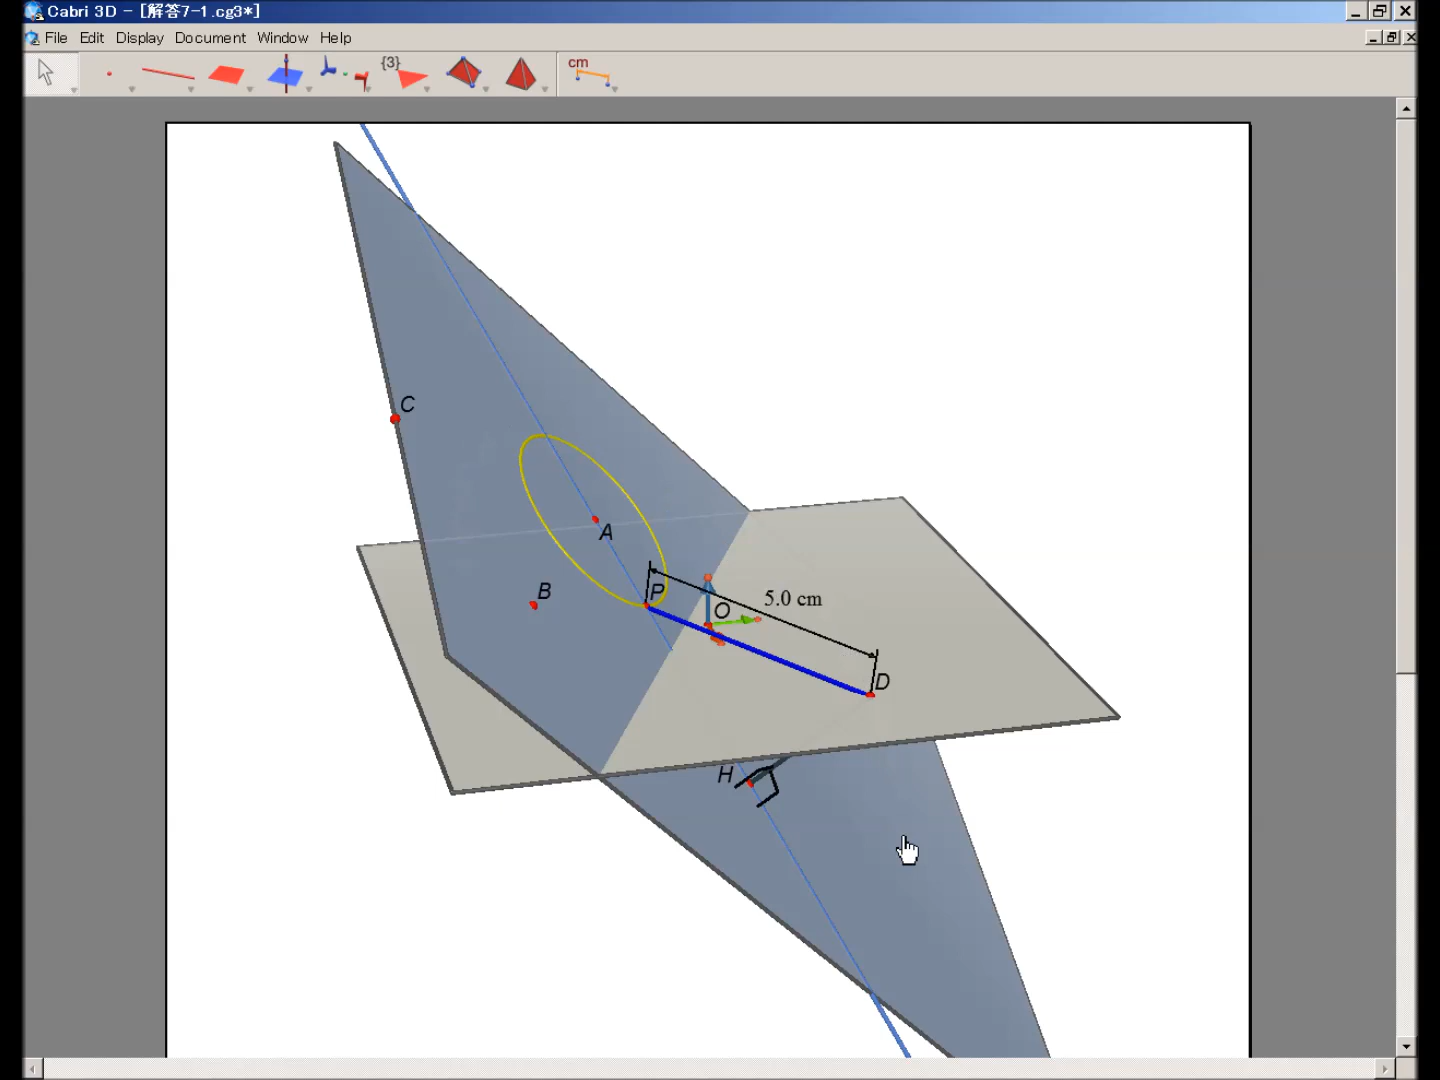 Cabri 3D - [解答7-1.cg3*]
File Edit Display Document Window Help
{3}
cm
C
A
B
P
O
5.0 cm
D
H